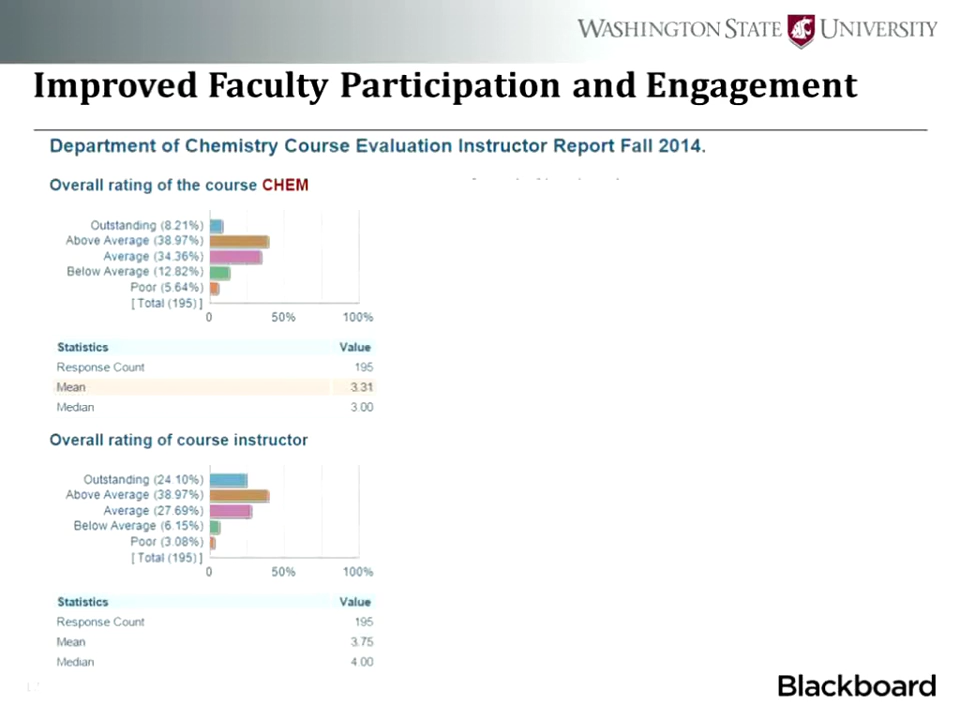 WASHINGTON STATE UNIVERSITY
Improved Faculty Participation and Engagement
Department of Chemistry Course Evaluation Instructor Report Fall 2014.
Overall rating of the course CHEM
Outstanding (8.21%)
Above Average (38.97%)
Average (34.36%)
Below Average (12.82%)
Poor (5.64%)
[ Total (195) ]
0 50% 100%
Statistics Value
Response Count 195
Mean 3.31
Median 3.00
Overall rating of course instructor
Outstanding (24.10%)
Above Average (38.97%)
Average (27.69%)
Below Average (6.15%)
Poor (3.08%)
[ Total (195) ]
0 50% 100%
Statistics Value
Response Count 195
Mean 3.75
Median 4.00
Blackboard